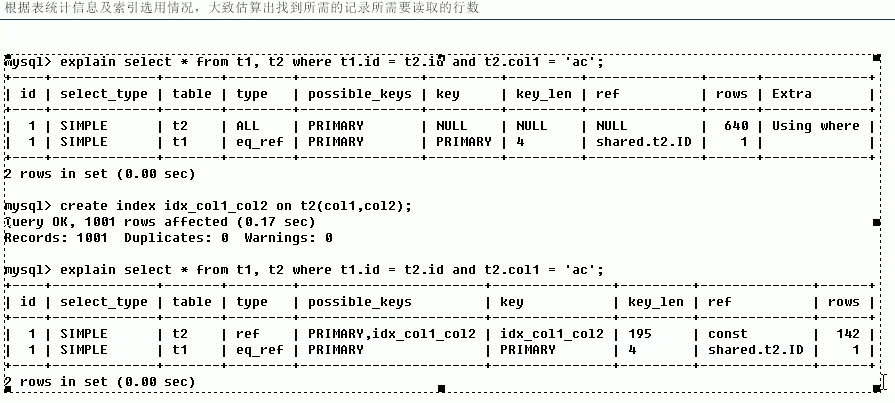 根据表统计信息及索引选用情况，大致估算出找到所需的记录所需要读取的行数
mysql> explain select * from t1, t2 where t1.id = t2.id and t2.col1 = 'ac';
+----+-------------+-------+--------+---------------+---------+---------+--------------+------+-------------+
| id | select_type | table | type   | possible_keys | key     | key_len | ref          | rows | Extra       |
+----+-------------+-------+--------+---------------+---------+---------+--------------+------+-------------+
|  1 | SIMPLE      | t2    | ALL    | PRIMARY       | NULL    | NULL    | NULL         |  640 | Using where |
|  1 | SIMPLE      | t1    | eq_ref | PRIMARY       | PRIMARY | 4       | shared.t2.ID |    1 |             |
+----+-------------+-------+--------+---------------+---------+---------+--------------+------+-------------+
2 rows in set (0.00 sec)
mysql> create index idx_col1_col2 on t2(col1,col2);
Query OK, 1001 rows affected (0.17 sec)
Records: 1001  Duplicates: 0  Warnings: 0
mysql> explain select * from t1, t2 where t1.id = t2.id and t2.col1 = 'ac';
+----+-------------+-------+--------+-----------------------+---------------+---------+--------------+------+
| id | select_type | table | type   | possible_keys         | key           | key_len | ref          | rows |
+----+-------------+-------+--------+-----------------------+---------------+---------+--------------+------+
|  1 | SIMPLE      | t2    | ref    | PRIMARY,idx_col1_col2 | idx_col1_col2 | 195     | const        |  142 |
|  1 | SIMPLE      | t1    | eq_ref | PRIMARY               | PRIMARY       | 4       | shared.t2.ID |    1 |
+----+-------------+-------+--------+-----------------------+---------------+---------+--------------+------+
2 rows in set (0.00 sec)